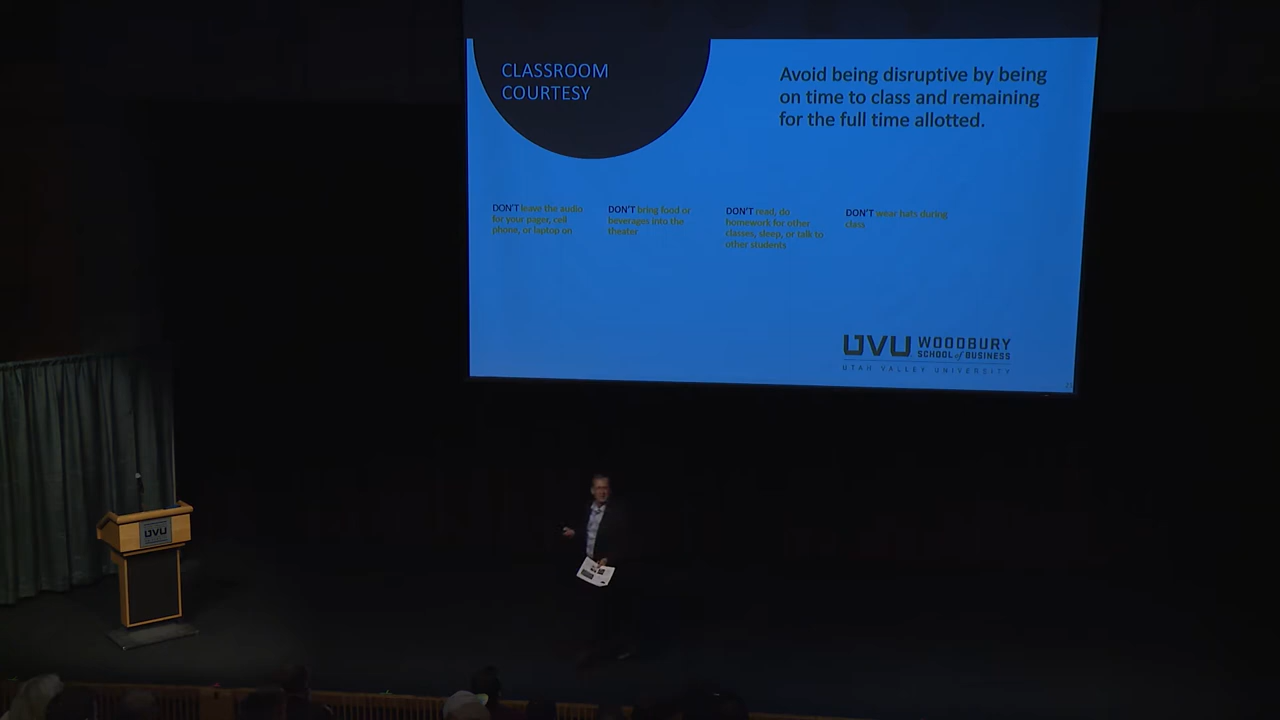 CLASSROOM
COURTESY
Avoid being disruptive by being
on time to class and remaining
for the full time allotted.
DON'T leave the audio
for your pager, cell
phone, or laptop on
DON'T bring food or
beverages into the
theater
DON'T read, do
homework for other
classes, sleep, or talk to
other students
DON'T wear hats during
class
UVU WOODBURY
SCHOOL of BUSINESS
UTAH VALLEY UNIVERSITY
UVU